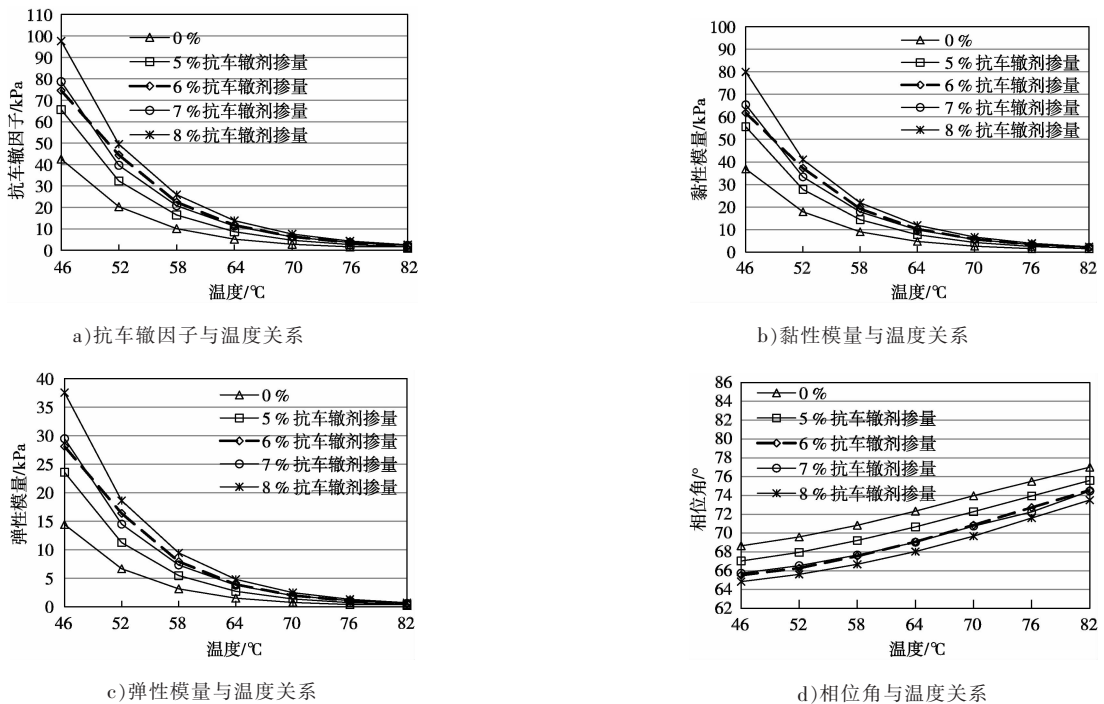 110
100
90
80
70
60
50
40
30
20
10
0
抗车辙因子/kPa
0 %
5 % 抗车辙剂掺量
6 % 抗车辙剂掺量
7 % 抗车辙剂掺量
8 % 抗车辙剂掺量
46 52 58 64 70 76 82
温度/℃
a)抗车辙因子与温度关系
100
90
80
70
60
50
40
30
20
10
0
黏性模量/kPa
0 %
5 % 抗车辙剂掺量
6 % 抗车辙剂掺量
7 % 抗车辙剂掺量
8 % 抗车辙剂掺量
46 52 58 64 70 76 82
温度/℃
b)黏性模量与温度关系
40
35
30
25
20
15
10
5
0
弹性模量/kPa
0 %
5 % 抗车辙剂掺量
6 % 抗车辙剂掺量
7 % 抗车辙剂掺量
8 % 抗车辙剂掺量
46 52 58 64 70 76 82
温度/℃
c)弹性模量与温度关系
86
84
82
80
78
76
74
72
70
68
66
64
62
相位角/°
0 %
5 % 抗车辙剂掺量
6 % 抗车辙剂掺量
7 % 抗车辙剂掺量
8 % 抗车辙剂掺量
46 52 58 64 70 76 82
温度/℃
d)相位角与温度关系